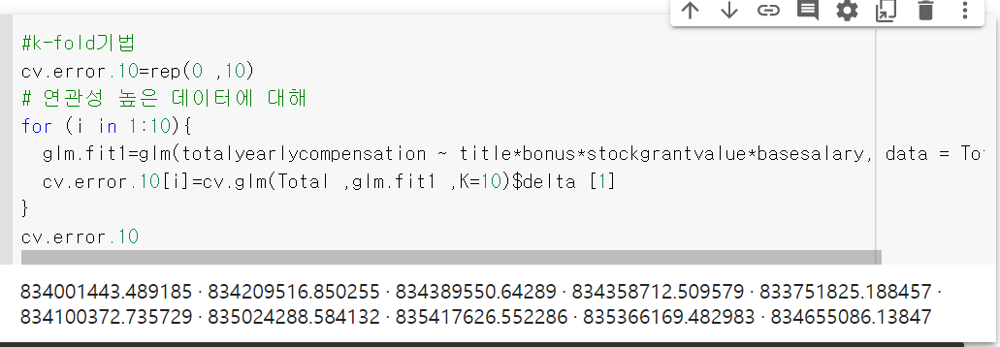 #k-fold기법
cv.error.10=rep(0 ,10)
# 연관성 높은 데이터에 대해
for (i in 1:10){
  glm.fit1=glm(totalyearlycompensation ~ title*bonus*stockgrantvalue*basesalary, data = To
  cv.error.10[i]=cv.glm(Total ,glm.fit1 ,K=10)$delta [1]
}
cv.error.10
834001443.489185 · 834209516.850255 · 834389550.64289 · 834358712.509579 · 833751825.188457 ·
834100372.735729 · 835024288.584132 · 835417626.552286 · 835366169.482983 · 834655086.13847